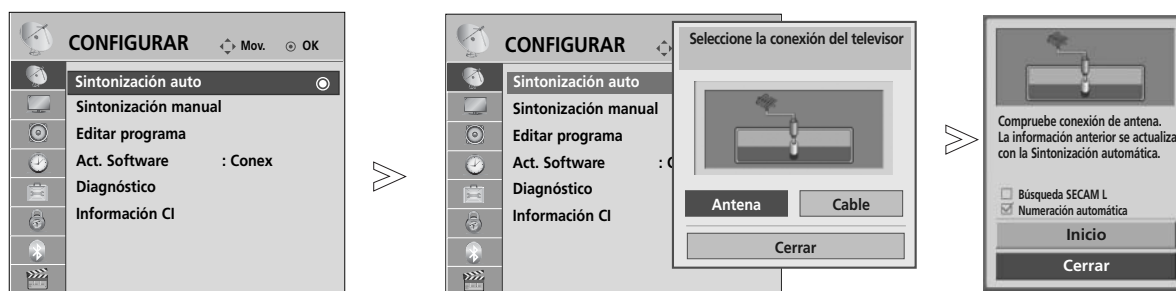 CONFIGURAR Mov. OK
Sintonización auto
Sintonización manual
Editar programa
Act. Software : Conex
Diagnóstico
Información CI
CONFIGURAR
Sintonización auto
Sintonización manual
Editar programa
Act. Software :
Diagnóstico
Información CI
Seleccione la conexión del televisor
Antena Cable
Cerrar
Compruebe conexión de antena.
La información anterior se actualiza
con la Sintonización automática.
Búsqueda SECAM L
Numeración automática
Inicio
Cerrar